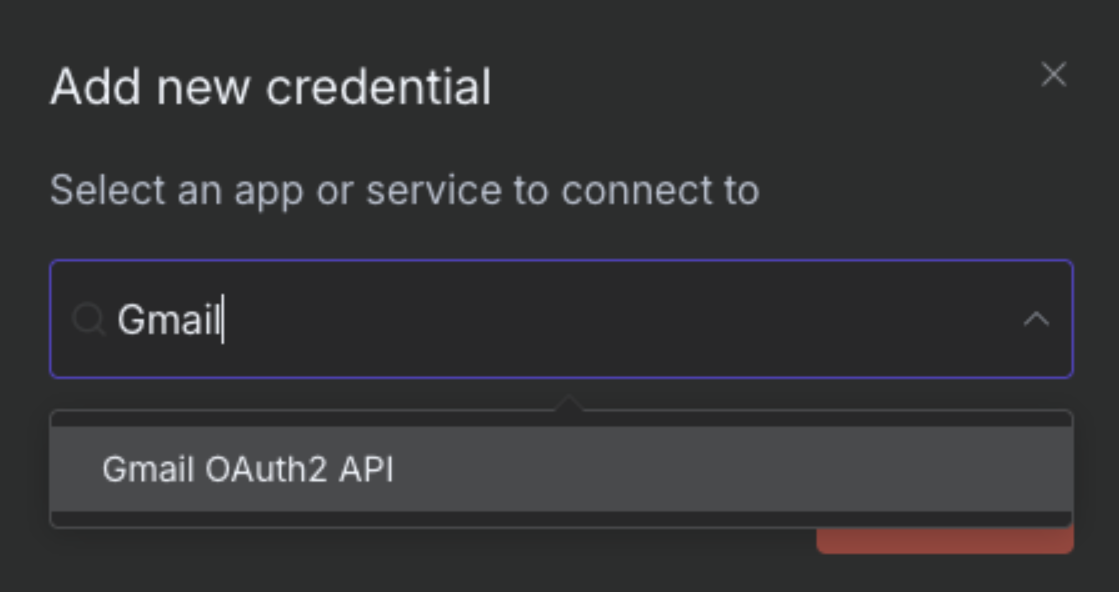 Add new credential
Select an app or service to connect to
Gmail
Gmail OAuth2 API